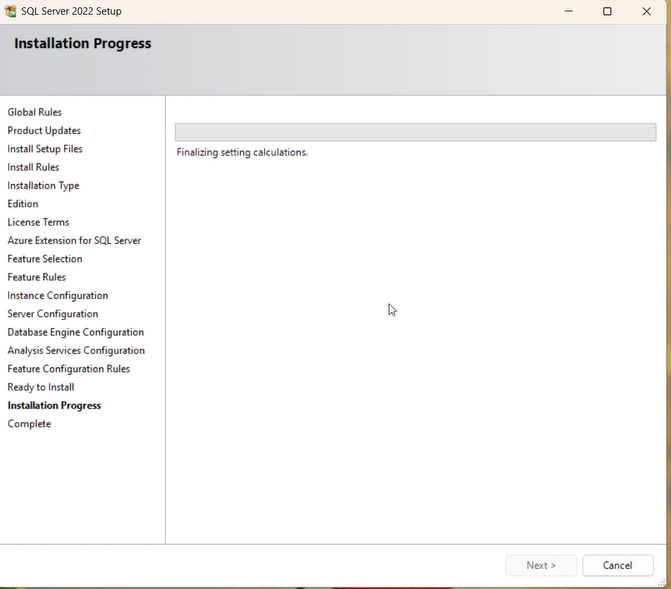 SQL Server 2022 Setup
Installation Progress
Global Rules
Product Updates
Install Setup Files
Install Rules
Installation Type
Edition
License Terms
Azure Extension for SQL Server
Feature Selection
Feature Rules
Instance Configuration
Server Configuration
Database Engine Configuration
Analysis Services Configuration
Feature Configuration Rules
Ready to Install
Installation Progress
Complete
Finalizing setting calculations.
Next >
Cancel